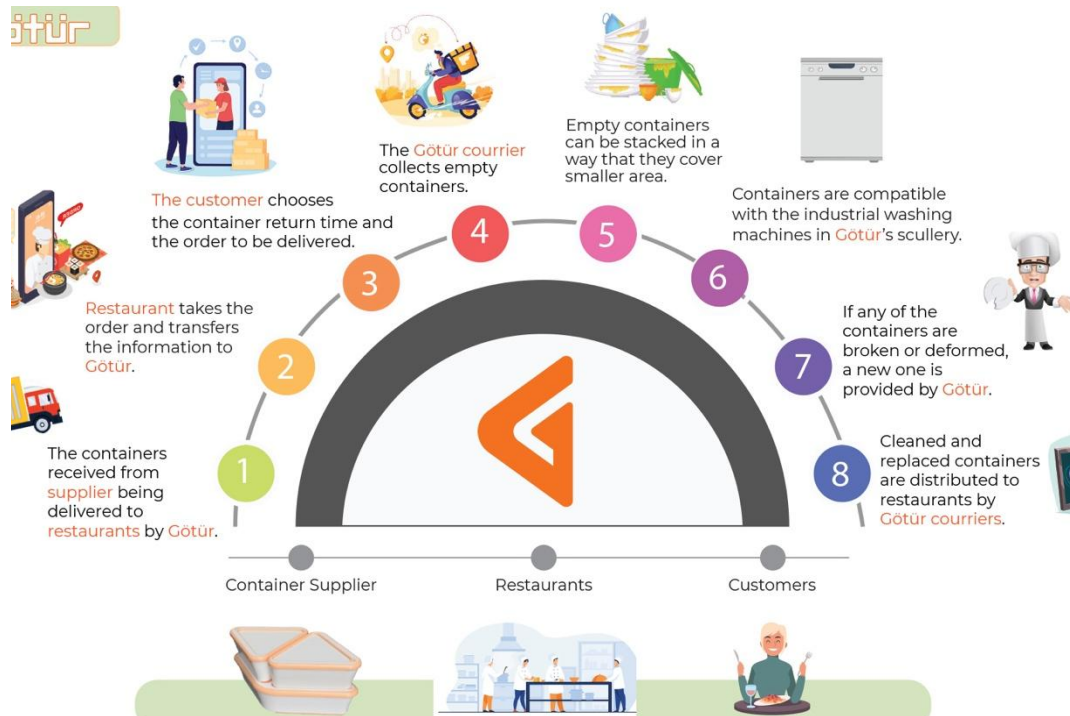 ötür
The containers
received from
supplier being
delivered to
restaurants by Götür.
1
Restaurant takes the
order and transfers
the information to
Götür.
2
The customer chooses
the container return time and
the order to be delivered.
3
The Götür courrier
collects empty
containers.
4
Empty containers
can be stacked in a
way that they cover
smaller area.
5
Containers are compatible
with the industrial washing
machines in Götür's scullery.
6
If any of the
containers are
broken or deformed,
a new one is
provided by Götür.
7
Cleaned and
replaced containers
are distributed to
restaurants by
Götür courriers.
8
Container Supplier
Restaurants
Customers